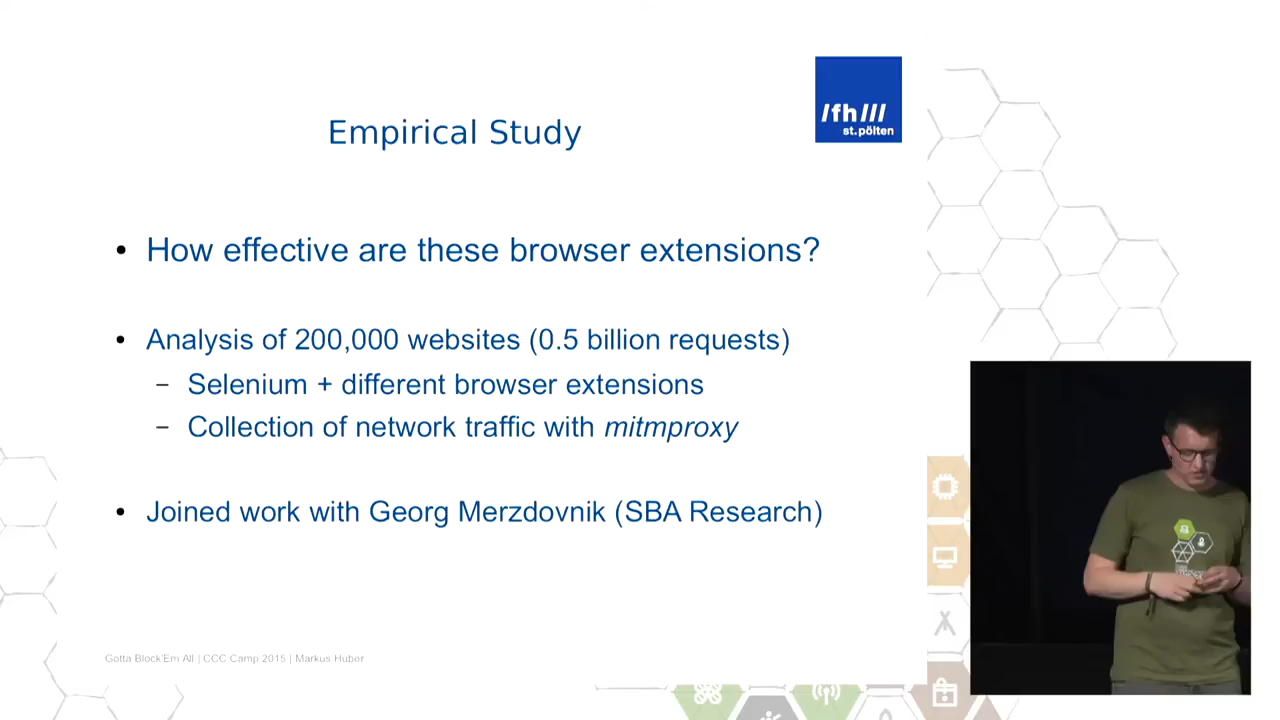 /fh///
st.pölten
Empirical Study
• How effective are these browser extensions?
• Analysis of 200,000 websites (0.5 billion requests)
– Selenium + different browser extensions
– Collection of network traffic with mitmproxy
• Joined work with Georg Merzdovnik (SBA Research)
Gotta Block'Em All | CCC Camp 2015 | Markus Huber